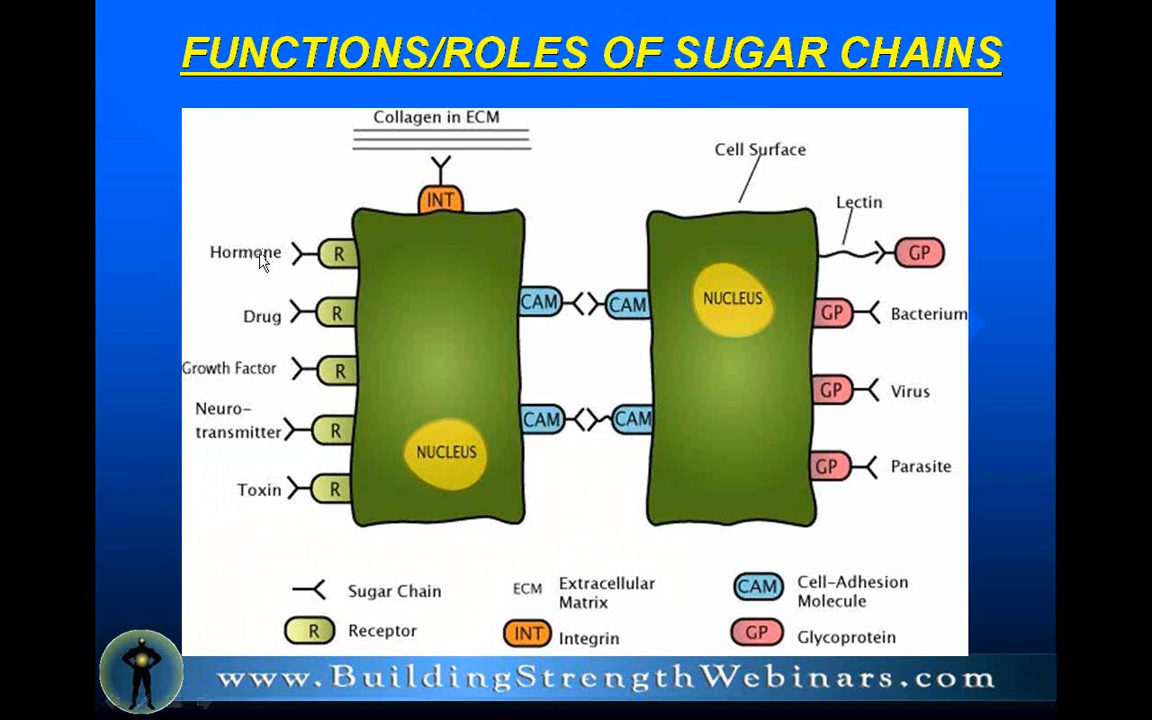 FUNCTIONS/ROLES OF SUGAR CHAINS
Collagen in ECM
Cell Surface
INT
Lectin
Hormone
R
GP
Drug
R
CAM
CAM
NUCLEUS
GP
Bacterium
Growth Factor
R
GP
Virus
Neuro-
transmitter
R
CAM
CAM
NUCLEUS
GP
Parasite
Toxin
R
Sugar Chain
ECM
Extracellular
Matrix
CAM
Cell-Adhesion
Molecule
R
Receptor
INT
Integrin
GP
Glycoprotein
www.BuildingStrengthWebinars.com